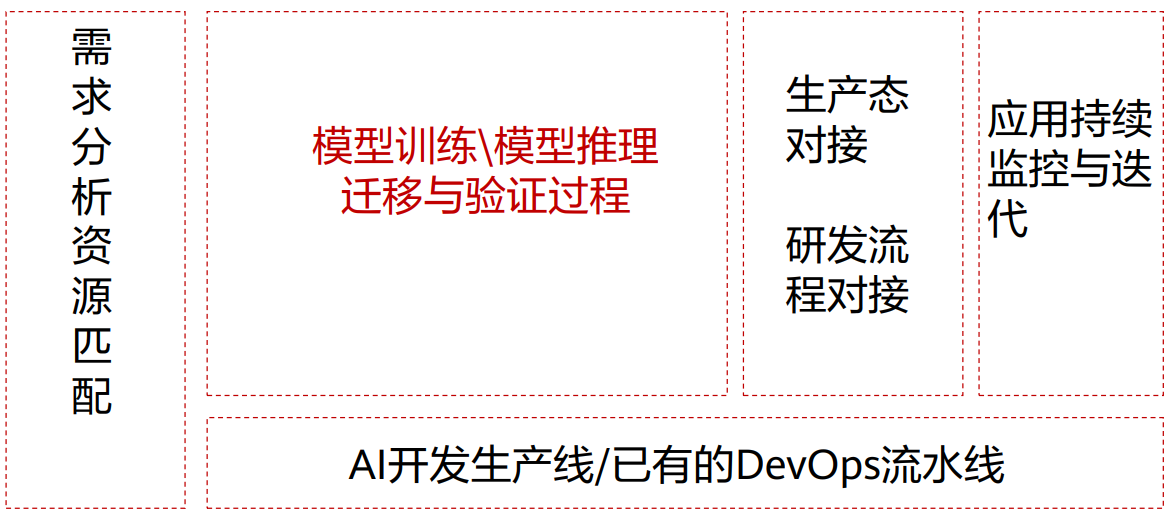 需
求
分
析
资
源
匹
配
模型训练\模型推理
迁移与验证过程
生产态
对接
研发流
程对接
应用持续
监控与迭
代
AI开发生产线/已有的DevOps流水线